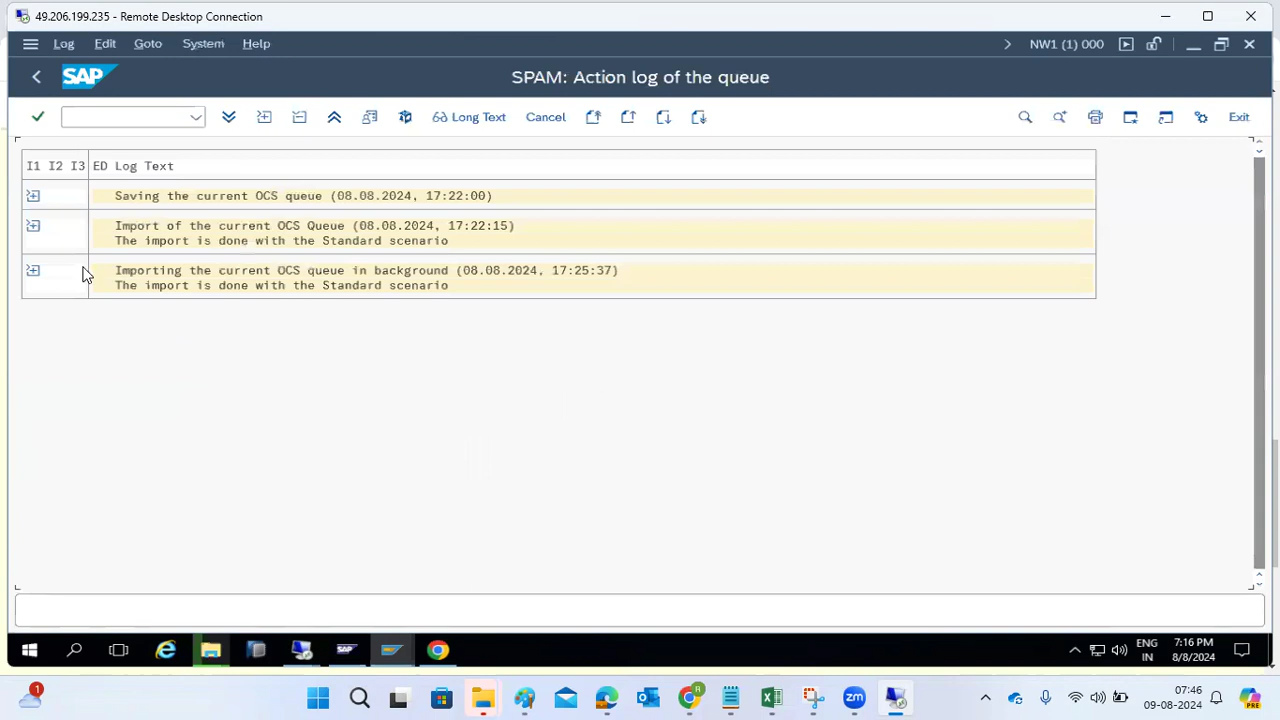 49.206.199.235 - Remote Desktop Connection
Log Edit Goto System Help
NW1 (1) 000
SAP
SPAM: Action log of the queue
Long Text Cancel
Exit
I1 I2 I3 ED Log Text
Saving the current OCS queue (08.08.2024, 17:22:00)
Import of the current OCS Queue (08.08.2024, 17:22:15)
The import is done with the Standard scenario
Importing the current OCS queue in background (08.08.2024, 17:25:37)
The import is done with the Standard scenario
ENG
IN
7:16 PM
8/8/2024
1
R
zm
07:46
09-08-2024
PRE